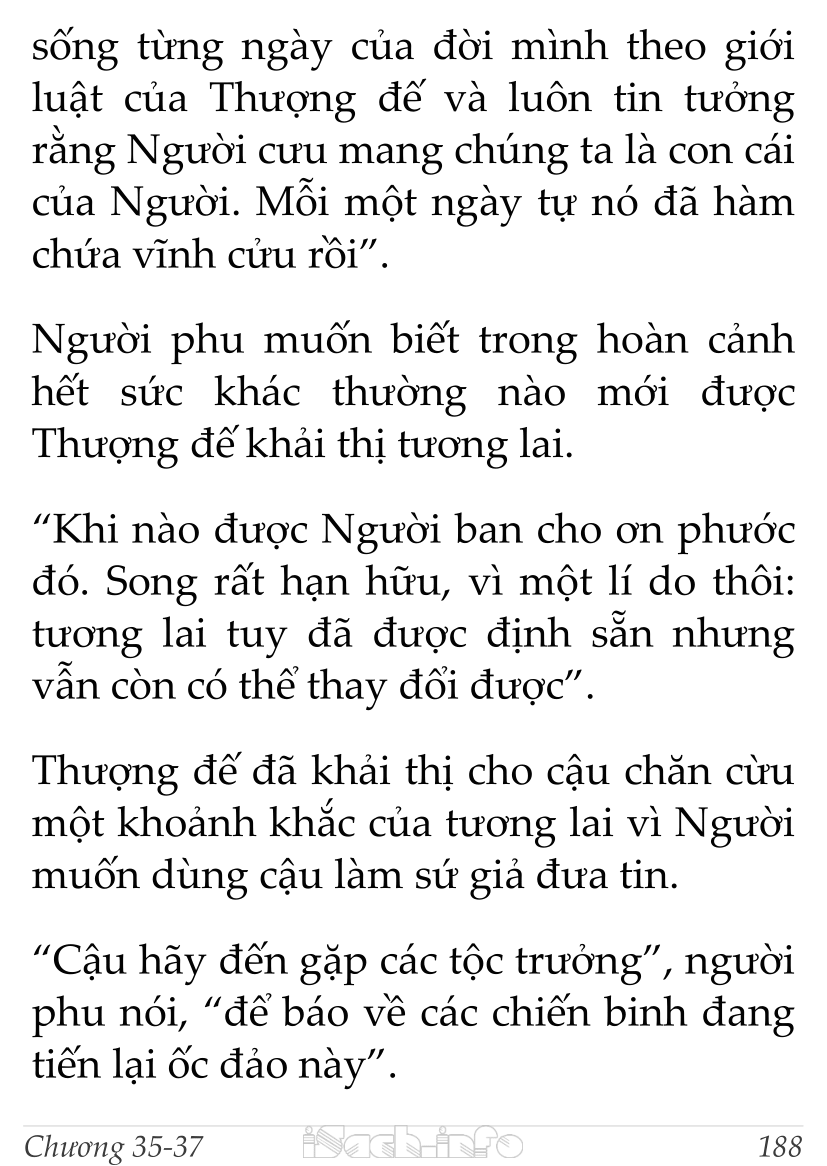 sống từng ngày của đời mình theo giới
luật của Thượng đế và luôn tin tưởng
rằng Người cưu mang chúng ta là con cái
của Người. Mỗi một ngày tự nó đã hàm
chứa vĩnh cửu rồi”.
Người phu muốn biết trong hoàn cảnh
hết sức khác thường nào mới được
Thượng đế khải thị tương lai.
“Khi nào được Người ban cho ơn phước
đó. Song rất hạn hữu, vì một lí do thôi:
tương lai tuy đã được định sẵn nhưng
vẫn còn có thể thay đổi được”.
Thượng đế đã khải thị cho cậu chăn cừu
một khoảnh khắc của tương lai vì Người
muốn dùng cậu làm sứ giả đưa tin.
“Cậu hãy đến gặp các tộc trưởng”, người
phu nói, “để báo về các chiến binh đang
tiến lại ốc đảo này”.
Chương 35-37 iSach.info 188